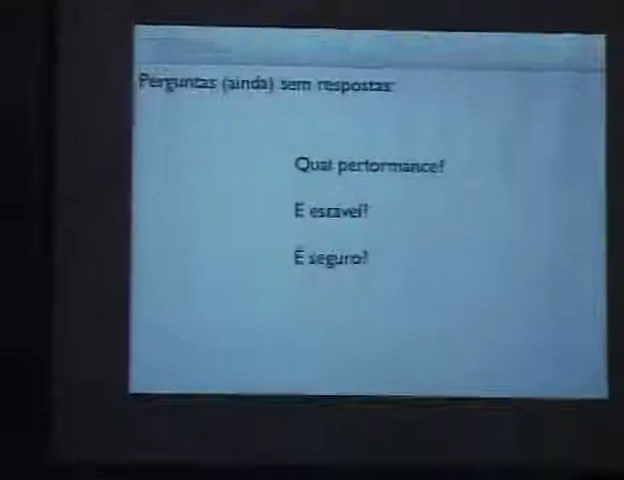 Perguntas (ainda) sem respostas:
Qual performance?
É estável?
É seguro?